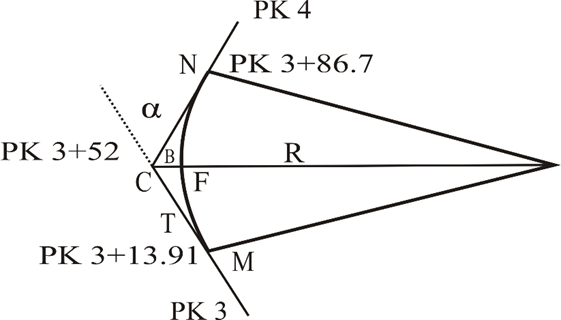 PK 4
N
PK 3+86.7
α
PK 3+52
B
R
C
F
T
PK 3+13.91
M
PK 3